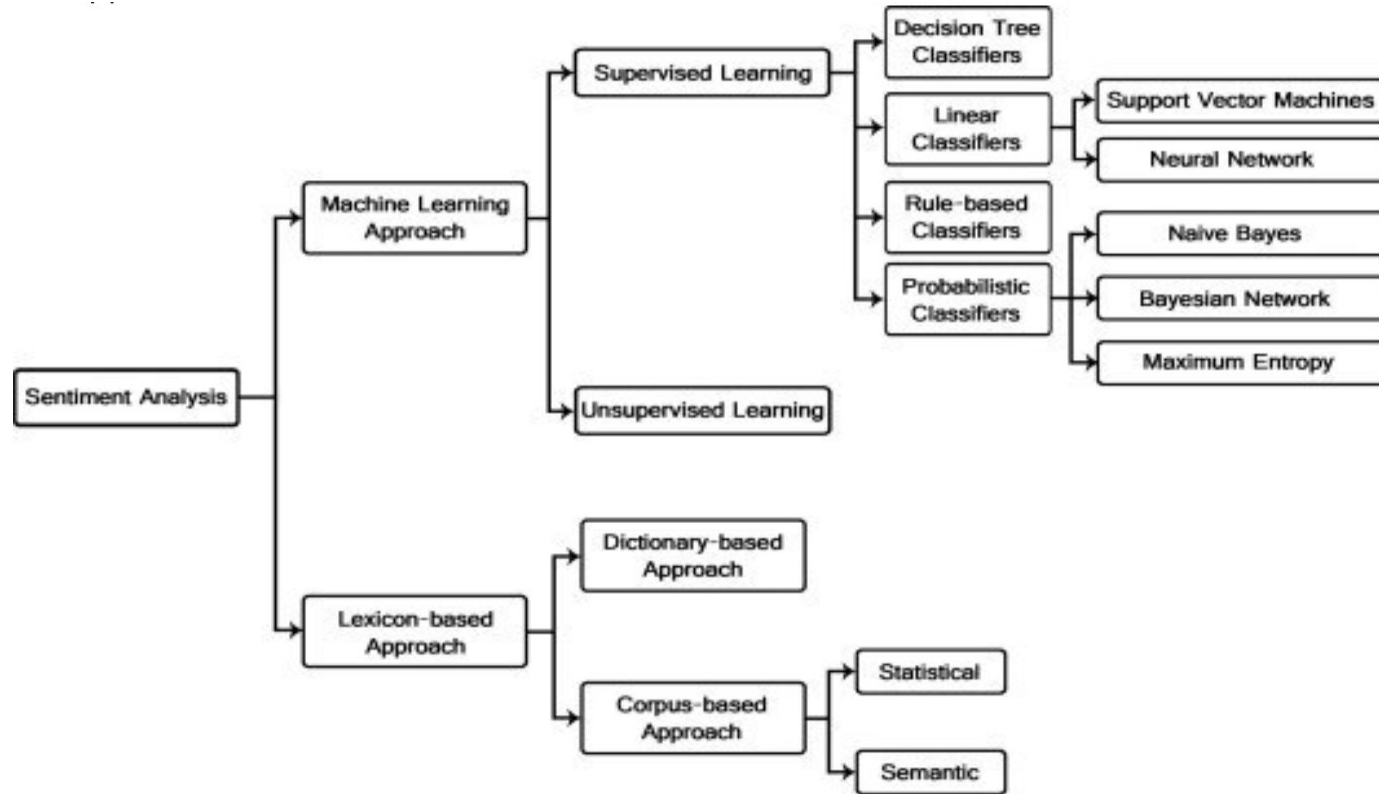 Decision Tree
Classifiers
Supervised Learning
Linear
Classifiers
Support Vector Machines
Neural Network
Machine Learning
Approach
Rule-based
Classifiers
Naive Bayes
Probabilistic
Classifiers
Bayesian Network
Maximum Entropy
Sentiment Analysis
Unsupervised Learning
Dictionary-based
Approach
Lexicon-based
Approach
Corpus-based
Approach
Statistical
Semantic